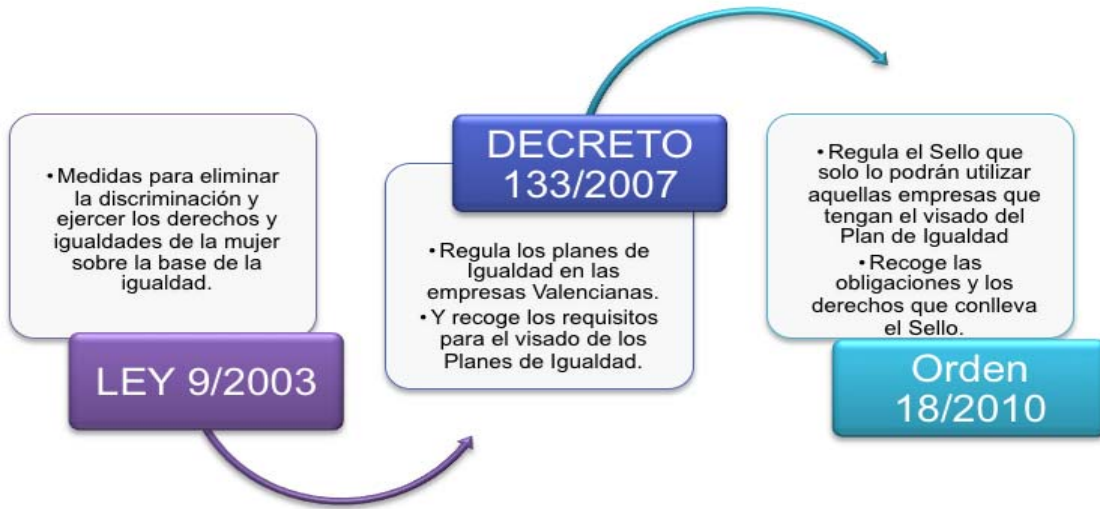 • Medidas para eliminar
la discriminación y
ejercer los derechos y
igualdades de la mujer
sobre la base de la
igualdad.
LEY 9/2003
DECRETO
133/2007
• Regula los planes de
Igualdad en las
empresas Valencianas.
• Y recoge los requisitos
para el visado de los
Planes de Igualdad.
• Regula el Sello que
solo lo podrán utilizar
aquellas empresas que
tengan el visado del
Plan de Igualdad
• Recoge las
obligaciones y los
derechos que conlleva
el Sello.
Orden
18/2010